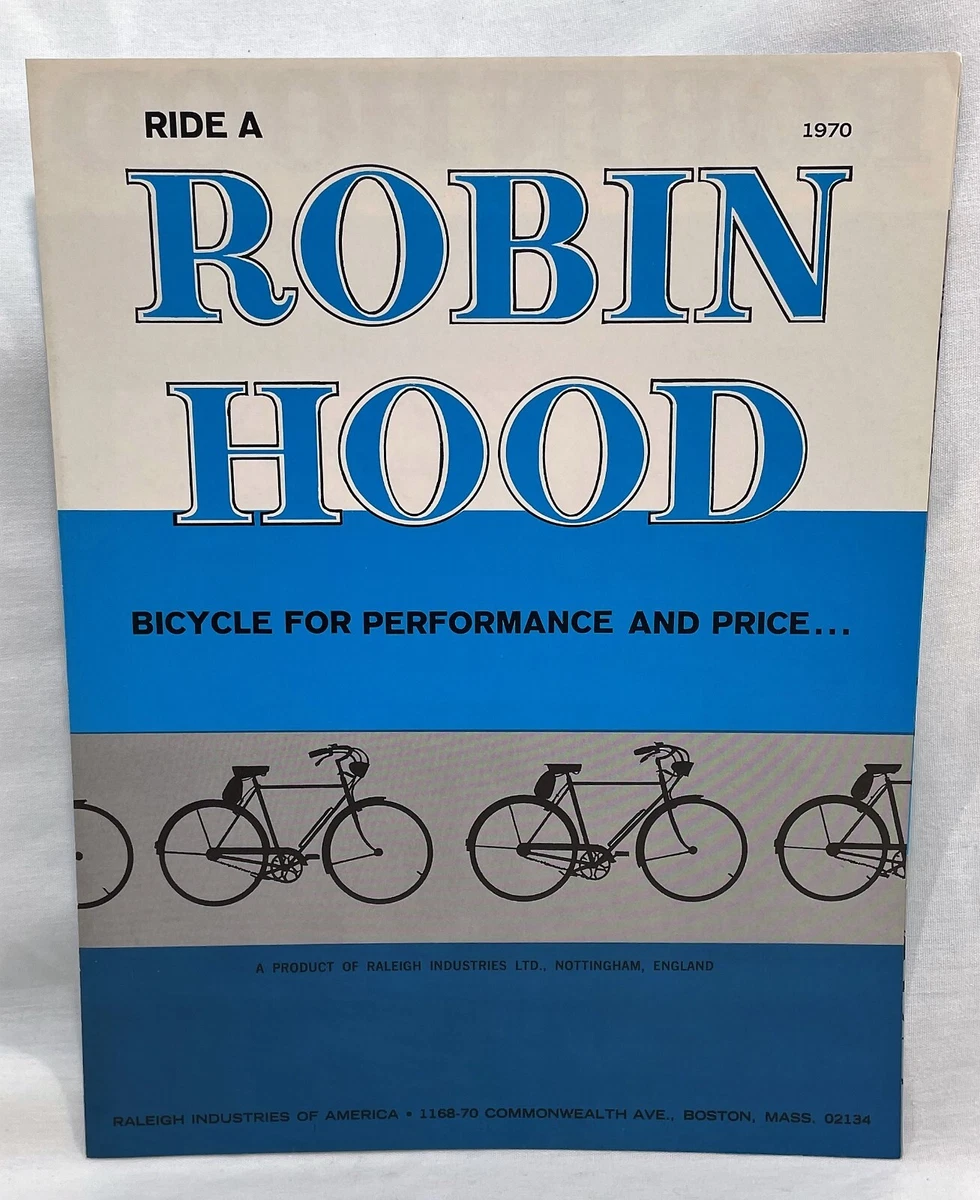 RIDE A
1970
ROBIN
HOOD
BICYCLE FOR PERFORMANCE AND PRICE...
A PRODUCT OF RALEIGH INDUSTRIES LTD., NOTTINGHAM, ENGLAND
RALEIGH INDUSTRIES OF AMERICA • 1168-70 COMMONWEALTH AVE., BOSTON, MASS. 02134